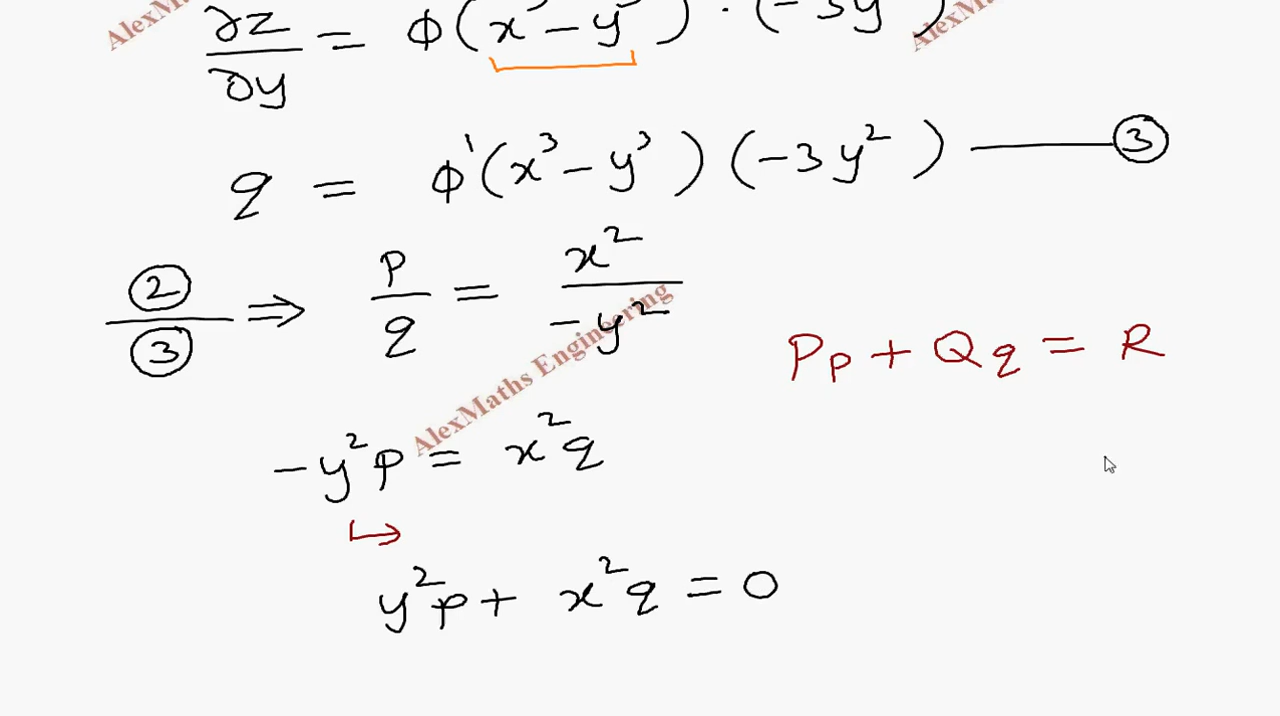 ∂z/∂y = ϕ(x³ − y³) · (−3y²)
q = ϕ'(x³ − y³)(−3y²) —— ③
②/③ ⇒ p/q = x²/−y²
Pp + Qq = R
−y²p = x²q
↦
y²p + x²q = 0
AlexMaths Engineering